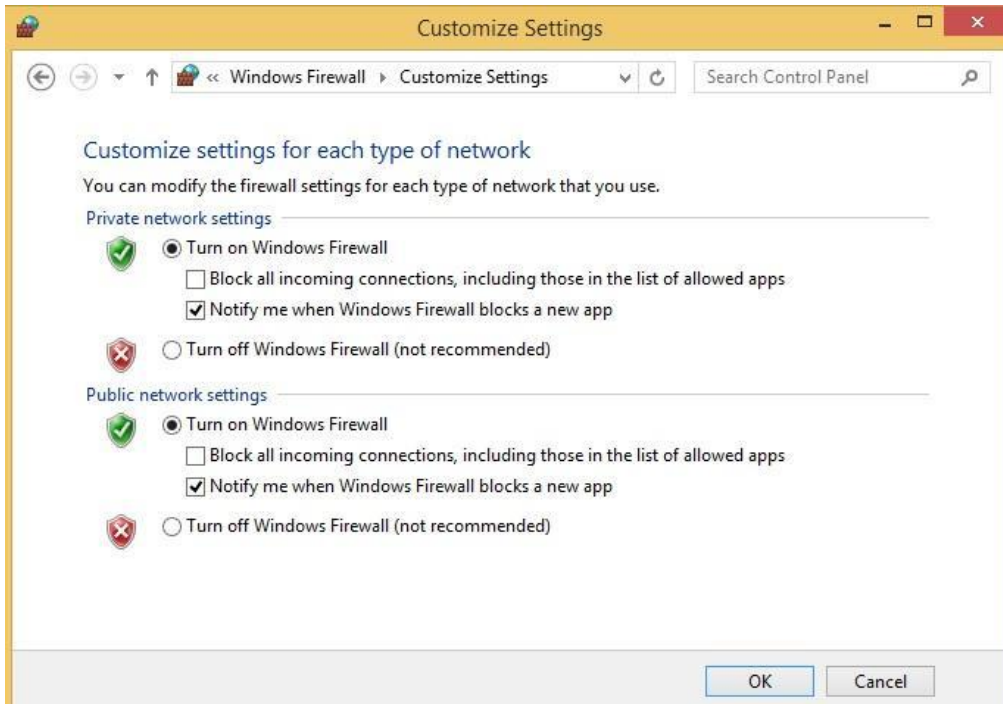 Customize Settings
« Windows Firewall Customize Settings Search Control Panel
Customize settings for each type of network
You can modify the firewall settings for each type of network that you use.
Private network settings
Turn on Windows Firewall
Block all incoming connections, including those in the list of allowed apps
Notify me when Windows Firewall blocks a new app
Turn off Windows Firewall (not recommended)
Public network settings
Turn on Windows Firewall
Block all incoming connections, including those in the list of allowed apps
Notify me when Windows Firewall blocks a new app
Turn off Windows Firewall (not recommended)
OK Cancel